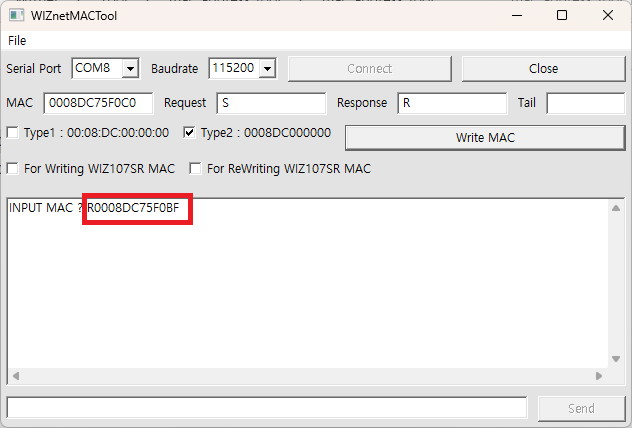 WIZnetMACTool
File
Serial Port COM8 Baudrate 115200 Connect Close
MAC 0008DC75F0C0 Request S Response R Tail
Type1 : 00:08:DC:00:00:00 Type2 : 0008DC000000 Write MAC
For Writing WIZ107SR MAC For ReWriting WIZ107SR MAC
INPUT MAC ? R0008DC75F0BF
Send